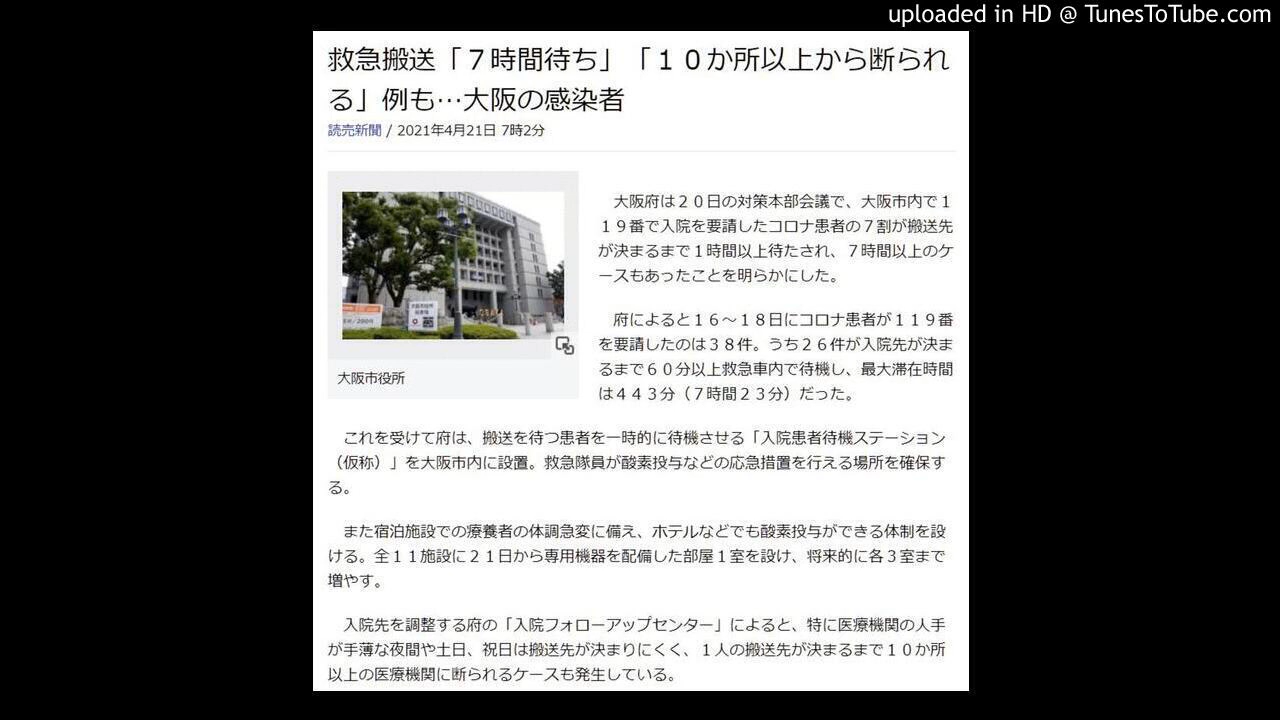 uploaded in HD @ TunesToTube.com
救急搬送「７時間待ち」「１０か所以上から断られ
る」例も…大阪の感染者
読売新聞 / 2021年4月21日 7時2分
大阪市役所
大阪府は２０日の対策本部会議で、大阪市内で１
１９番で入院を要請したコロナ患者の７割が搬送先
が決まるまで１時間以上待たされ、７時間以上のケ
ースもあったことを明らかにした。
府によると１６～１８日にコロナ患者が１１９番
を要請したのは３８件。うち２６件が入院先が決ま
るまで６０分以上救急車内で待機し、最大滞在時間
は４４３分（７時間２３分）だった。
これを受けて府は、搬送を待つ患者を一時的に待機させる「入院患者待機ステーション
（仮称）」を大阪市内に設置。救急隊員が酸素投与などの応急措置を行える場所を確保す
る。
また宿泊施設での療養者の体調急変に備え、ホテルなどでも酸素投与ができる体制を設
ける。全１１施設に２１日から専用機器を配備した部屋１室を設け、将来的に各３室まで
増やす。
入院先を調整する府の「入院フォローアップセンター」によると、特に医療機関の人手
が手薄な夜間や土日、祝日は搬送先が決まりにくく、１人の搬送先が決まるまで１０か所
以上の医療機関に断られるケースも発生している。